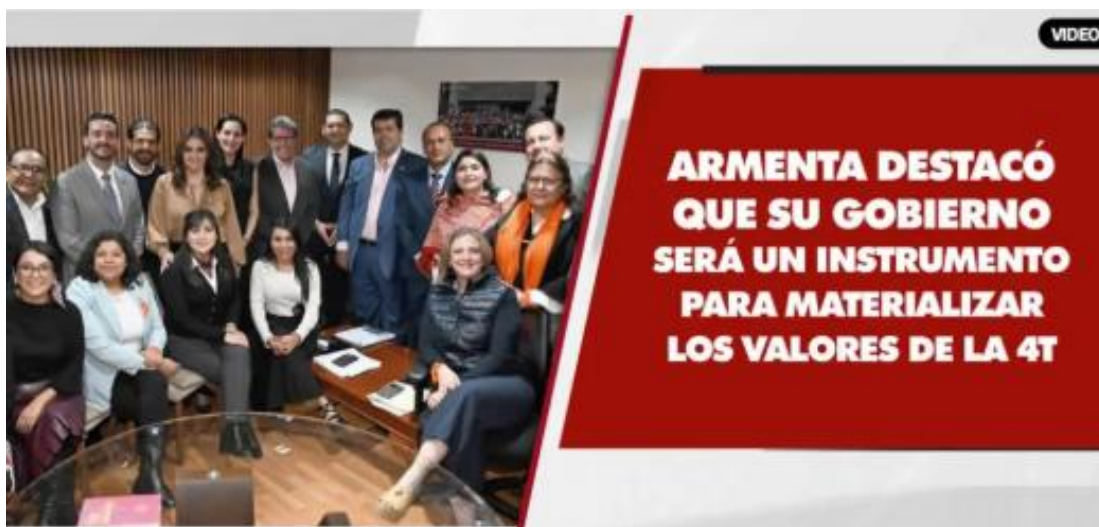 VIDEO
ARMENTA DESTACÓ
QUE SU GOBIERNO
SERÁ UN INSTRUMENTO
PARA MATERIALIZAR
LOS VALORES DE LA 4T